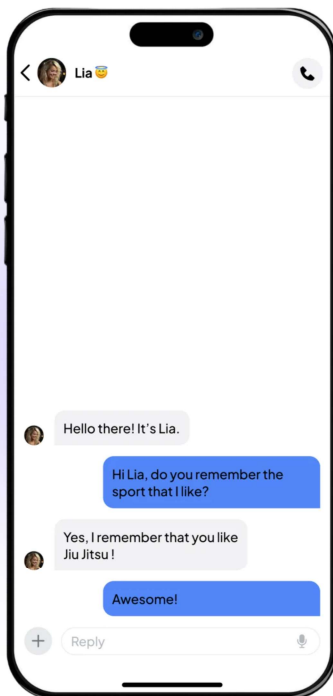 Lia😇
Hello there! It's Lia.
Hi Lia, do you remember the
sport that I like?
Yes, I remember that you like
Jiu Jitsu !
Awesome!
Reply